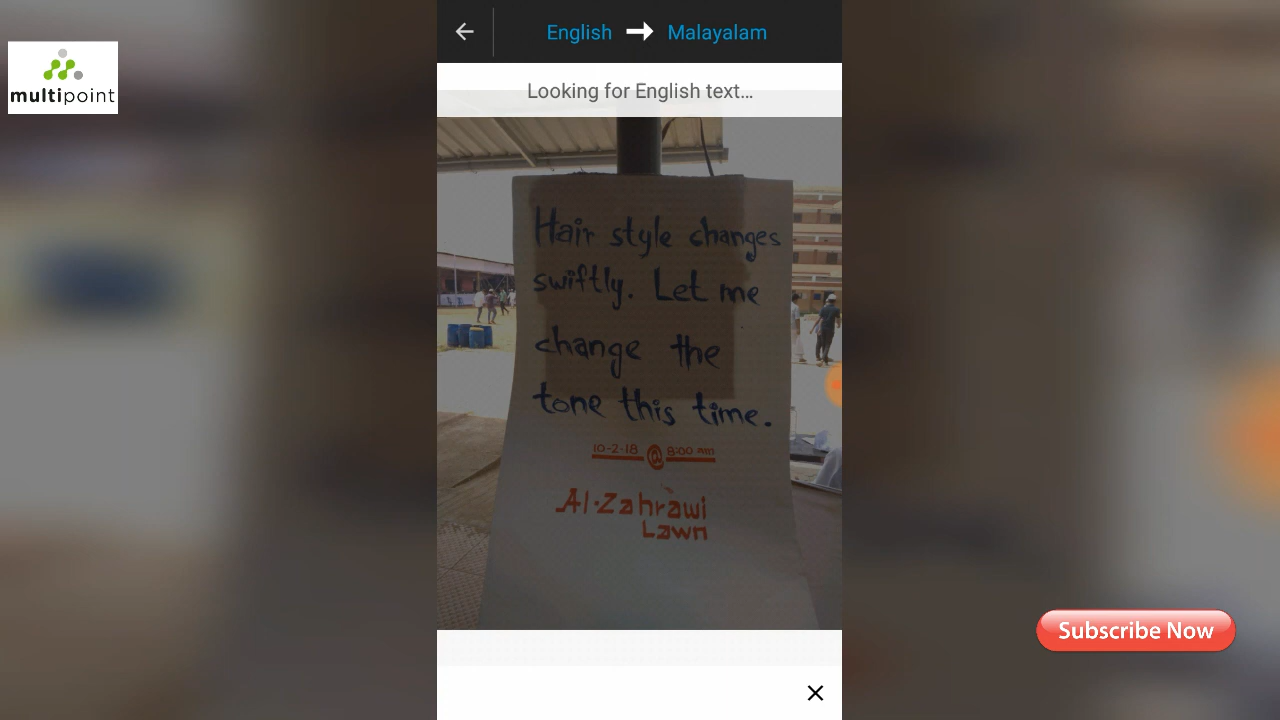 multipoint
English → Malayalam
Looking for English text...
Hair style changes
swiftly. Let me
change the
tone this time.
10-2-18 @ 8:00 am
Al-Zahrawi
Lawn
Subscribe Now